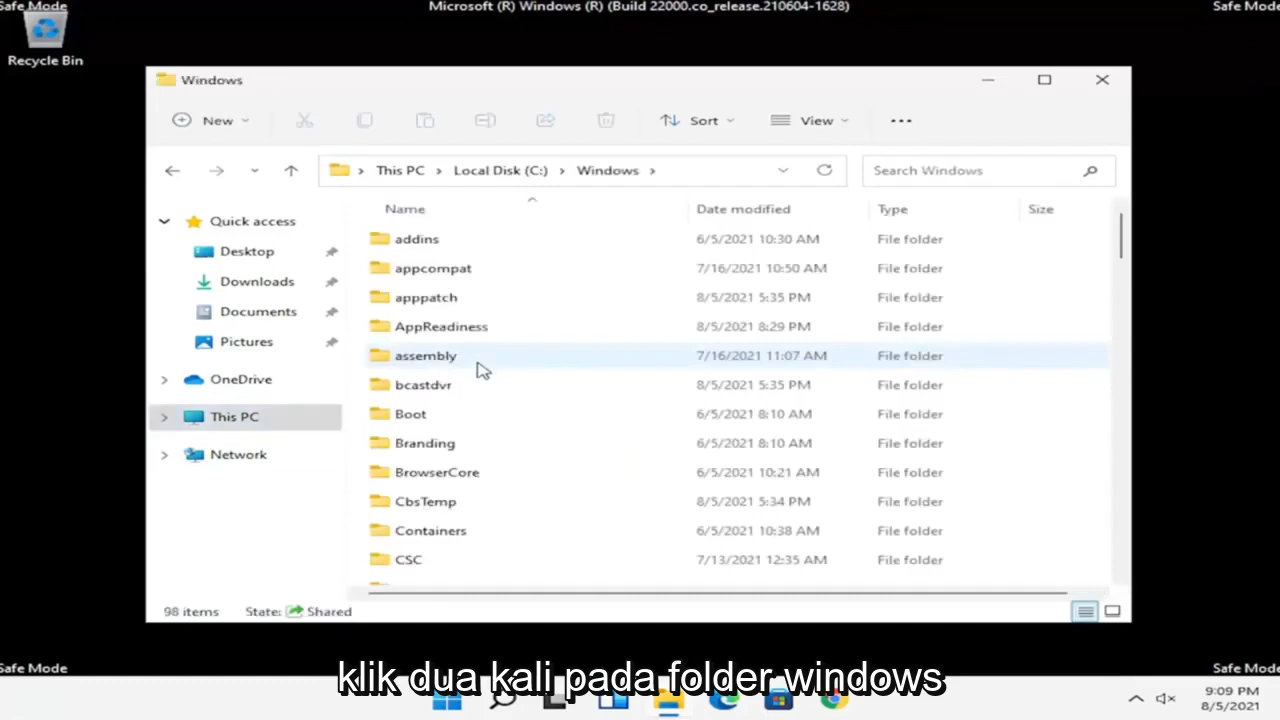 Safe Mode
Microsoft (R) Windows (R) (Build 22000.co_release.210604-1628)
Safe Mode
Recycle Bin
Windows
New
Sort
View
This PC
Local Disk (C:)
Windows
Search Windows
Name
Date modified
Type
Size
Quick access
Desktop
Downloads
Documents
Pictures
OneDrive
This PC
Network
addins 6/5/2021 10:30 AM File folder
appcompat 7/16/2021 10:50 AM File folder
apppatch 8/5/2021 5:35 PM File folder
AppReadiness 8/5/2021 8:29 PM File folder
assembly 7/16/2021 11:07 AM File folder
bcastdvr 8/5/2021 5:35 PM File folder
Boot 6/5/2021 8:10 AM File folder
Branding 6/5/2021 8:10 AM File folder
BrowserCore 6/5/2021 10:21 AM File folder
CbsTemp 8/5/2021 5:34 PM File folder
Containers 6/5/2021 10:38 AM File folder
CSC 7/13/2021 12:35 AM File folder
98 items
State: Shared
Safe Mode
Safe Mode
klik dua kali pada folder windows
9:09 PM
8/5/2021